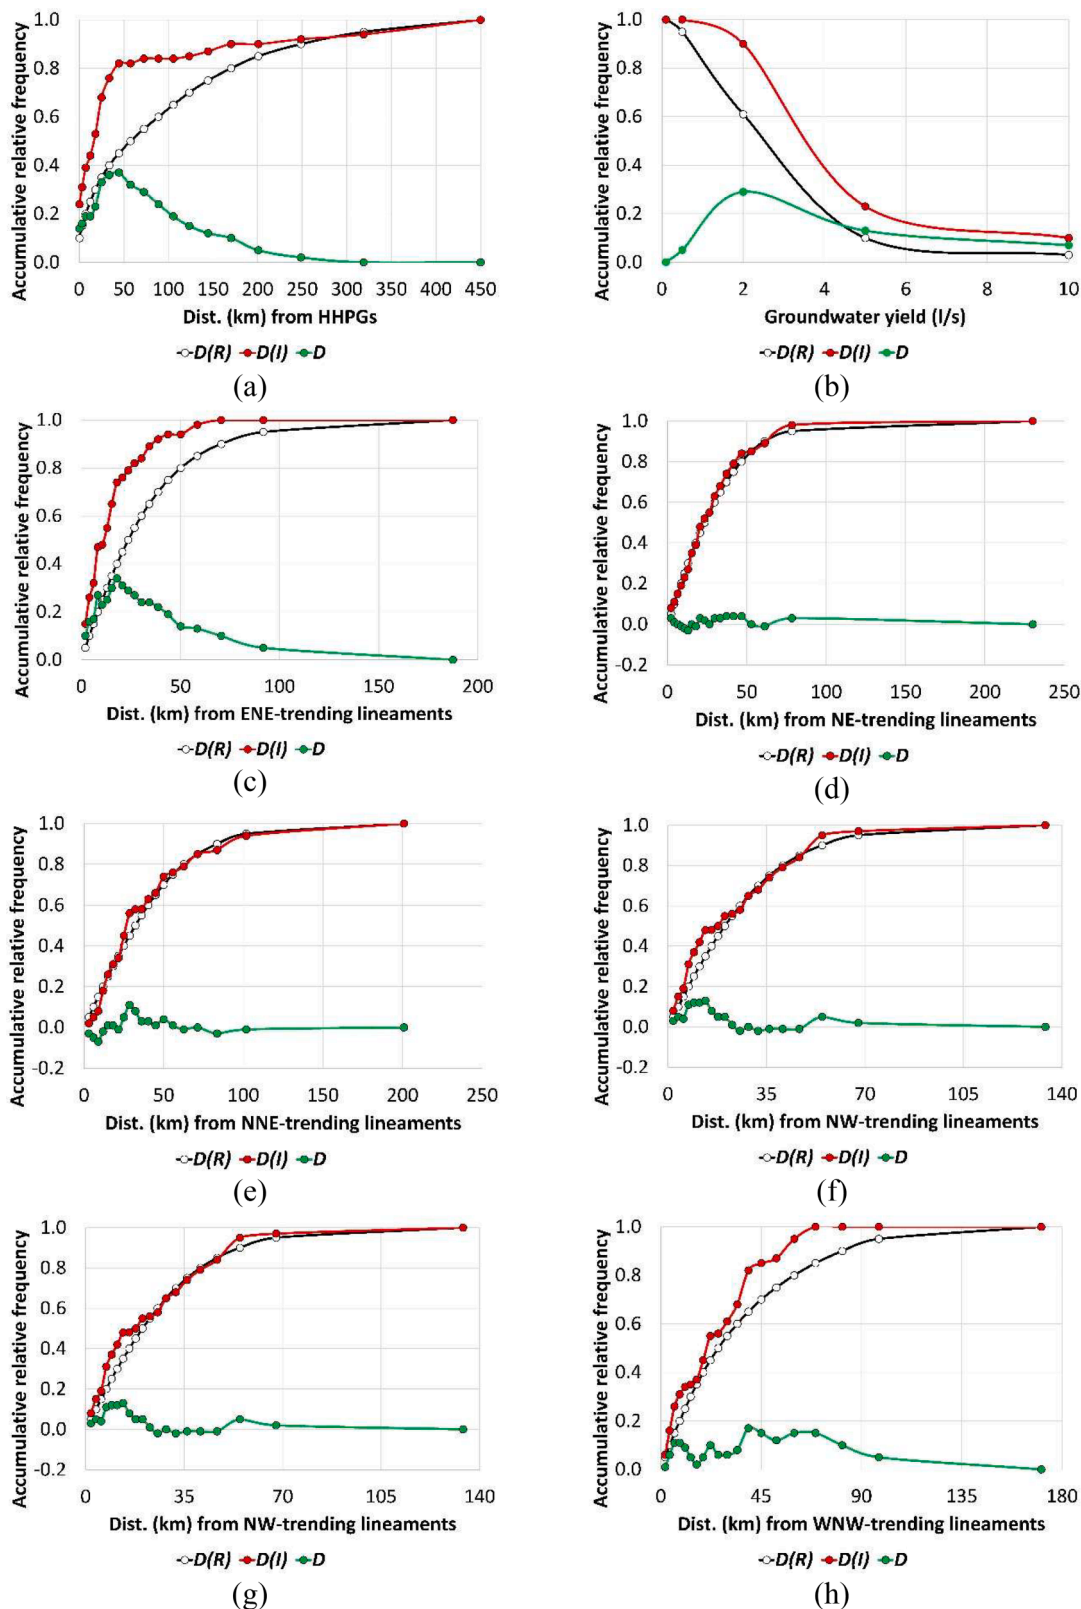 Accumulative relative frequency
1.0
0.8
0.6
0.4
0.2
0.0
0 50 100 150 200 250 300 350 400 450
Dist. (km) from HHPGs
D(R) D(I) D
(a)
Accumulative relative frequency
1.0
0.8
0.6
0.4
0.2
0.0
0 2 4 6 8 10
Groundwater yield (l/s)
D(R) D(I) D
(b)
Accumulative relative frequency
1.0
0.8
0.6
0.4
0.2
0.0
0 50 100 150 200
Dist. (km) from ENE-trending lineaments
D(R) D(I) D
(c)
Accumulative relative frequency
1.0
0.8
0.6
0.4
0.2
0.0
-0.2
0 50 100 150 200 250
Dist. (km) from NE-trending lineaments
D(R) D(I) D
(d)
Accumulative relative frequency
1.0
0.8
0.6
0.4
0.2
0.0
-0.2
0 50 100 150 200 250
Dist. (km) from NNE-trending lineaments
D(R) D(I) D
(e)
Accumulative relative frequency
1.0
0.8
0.6
0.4
0.2
0.0
-0.2
0 35 70 105 140
Dist. (km) from NW-trending lineaments
D(R) D(I) D
(f)
Accumulative relative frequency
1.0
0.8
0.6
0.4
0.2
0.0
-0.2
0 35 70 105 140
Dist. (km) from NW-trending lineaments
D(R) D(I) D
(g)
Accumulative relative frequency
1.0
0.8
0.6
0.4
0.2
0.0
0 45 90 135 180
Dist. (km) from WNW-trending lineaments
D(R) D(I) D
(h)